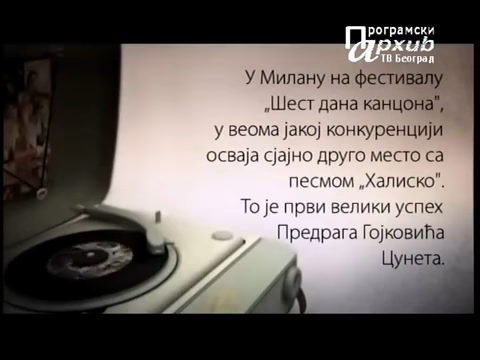 Програмски
архив
ТВ Београд
У Милану на фестивалу
„Шест дана канцона",
у веома јакој конкуренцији
осваја сјајно друго место са
песмом „Халиско".
То је први велики успех
Предрага Гојковића
Цунета.